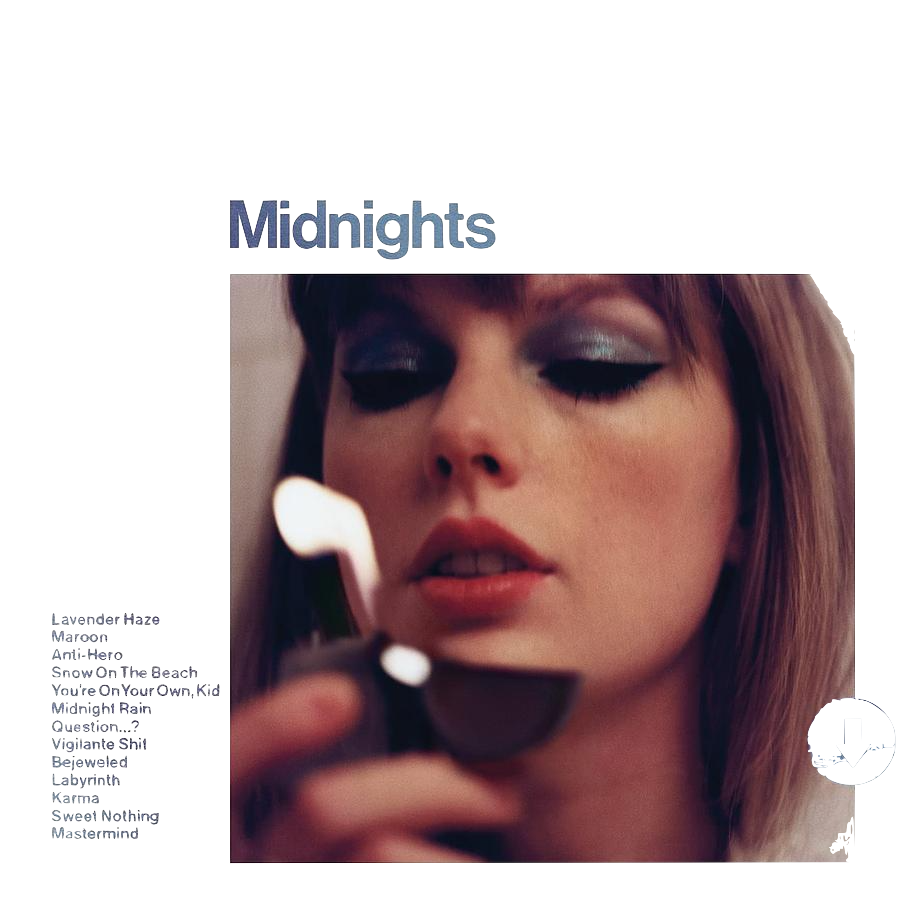 Midnights
Lavender Haze
Maroon
Anti-Hero
Snow On The Beach
You're On Your Own, Kid
Midnight Rain
Question...?
Vigilante Shit
Bejeweled
Labyrinth
Karma
Sweet Nothing
Mastermind